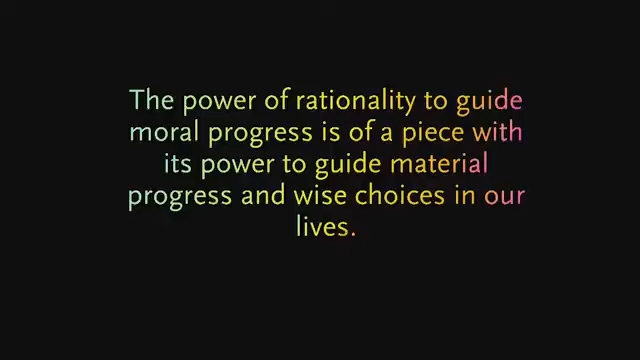 The power of rationality to guide
moral progress is of a piece with
its power to guide material
progress and wise choices in our
lives.